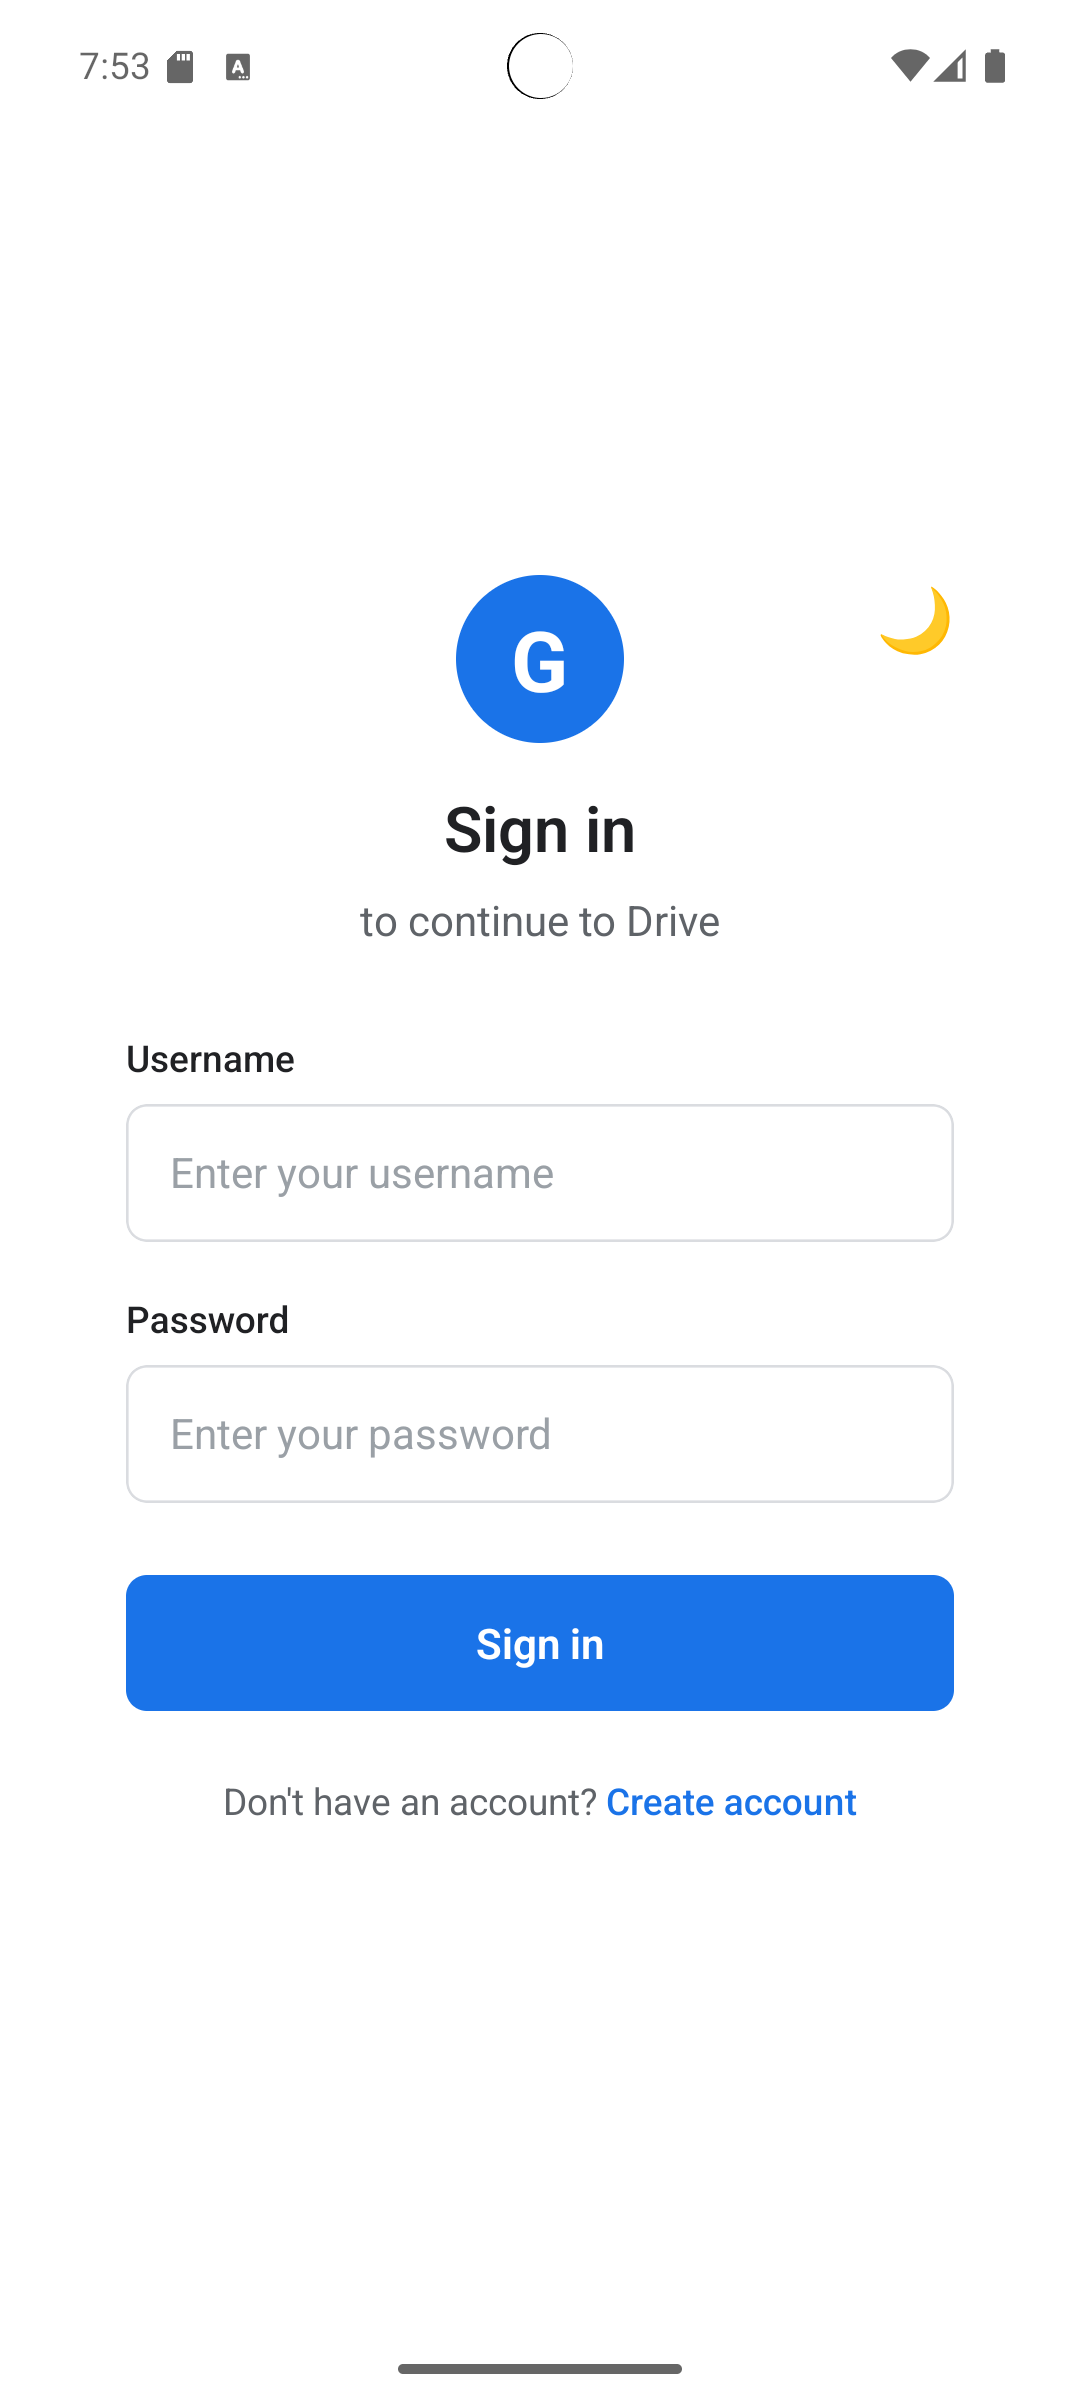 7:53
A
G
Sign in
to continue to Drive
Username
Enter your username
Password
Enter your password
Sign in
Don't have an account? Create account